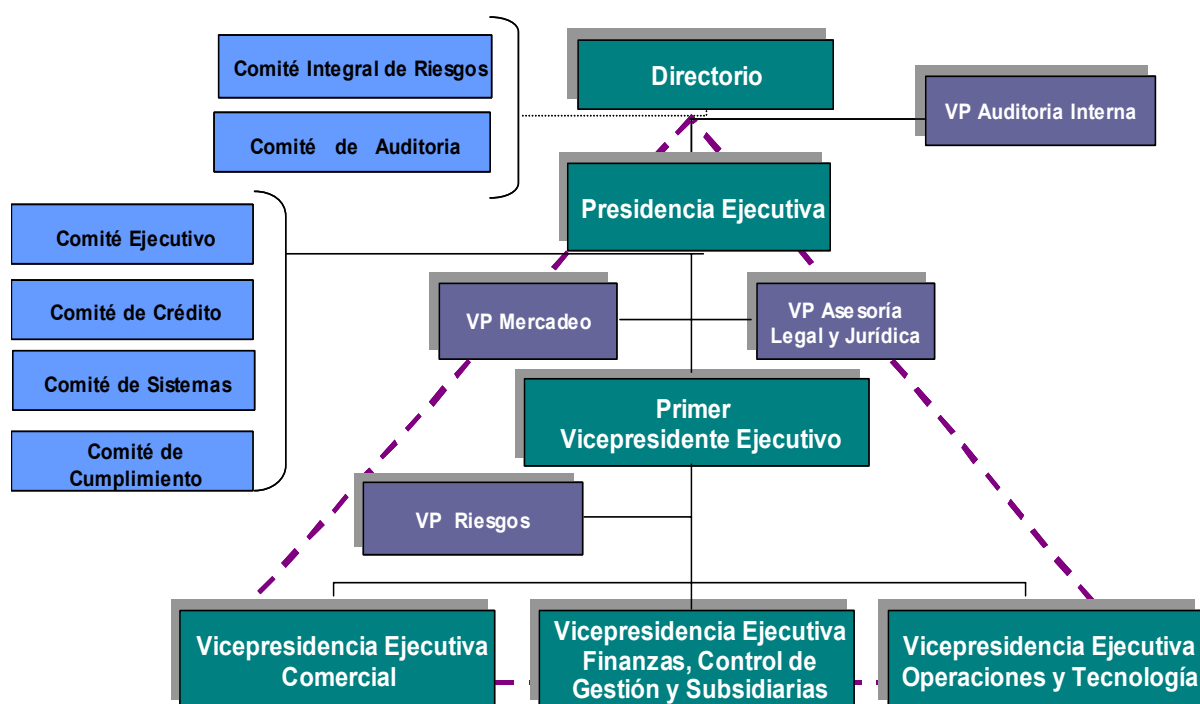 Comité Integral de Riesgos
Directorio
VP Auditoria Interna
Comité de Auditoria
Presidencia Ejecutiva
Comité Ejecutivo
Comité de Crédito
VP Mercadeo
VP Asesoría
Legal y Jurídica
Comité de Sistemas
Primer
Vicepresidente Ejecutivo
Comité de
Cumplimiento
VP Riesgos
Vicepresidencia Ejecutiva
Comercial
Vicepresidencia Ejecutiva
Finanzas, Control de
Gestión y Subsidiarias
Vicepresidencia Ejecutiva
Operaciones y Tecnología